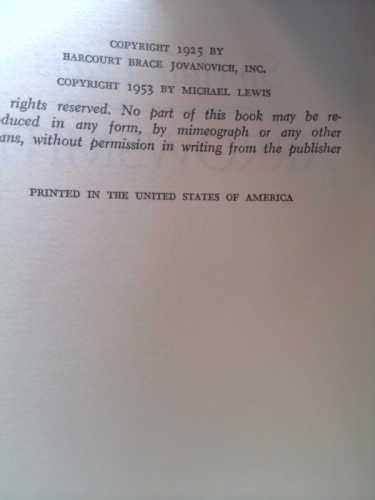 COPYRIGHT 1925 BY
HARCOURT BRACE JOVANOVICH, INC.
COPYRIGHT 1953 BY MICHAEL LEWIS
rights reserved. No part of this book may be re-
oduced in any form, by mimeograph or any other
ans, without permission in writing from the publisher
PRINTED IN THE UNITED STATES OF AMERICA